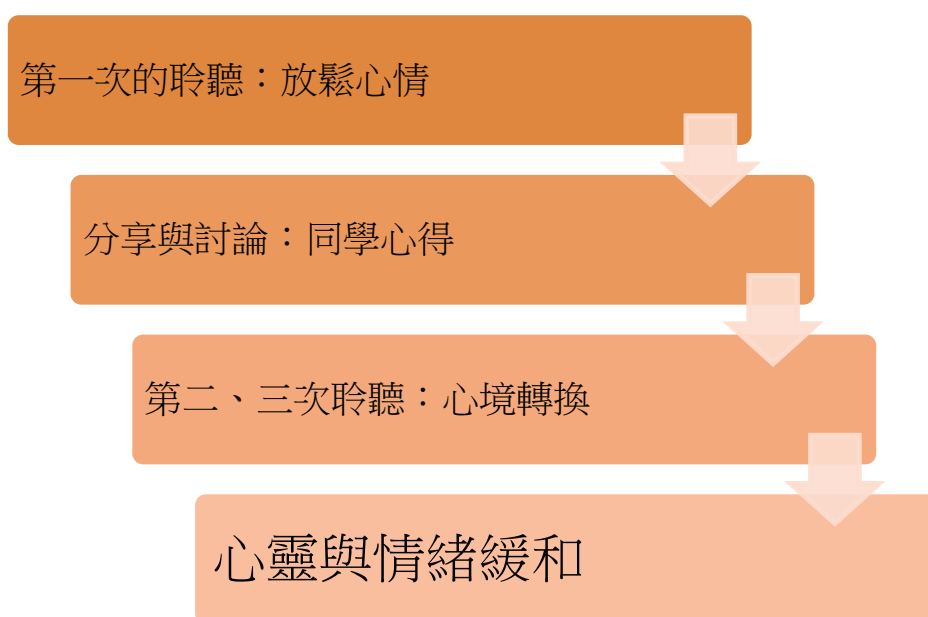 第一次的聆聽：放鬆心情
分享與討論：同學心得
第二、三次聆聽：心境轉換
心靈與情緒緩和